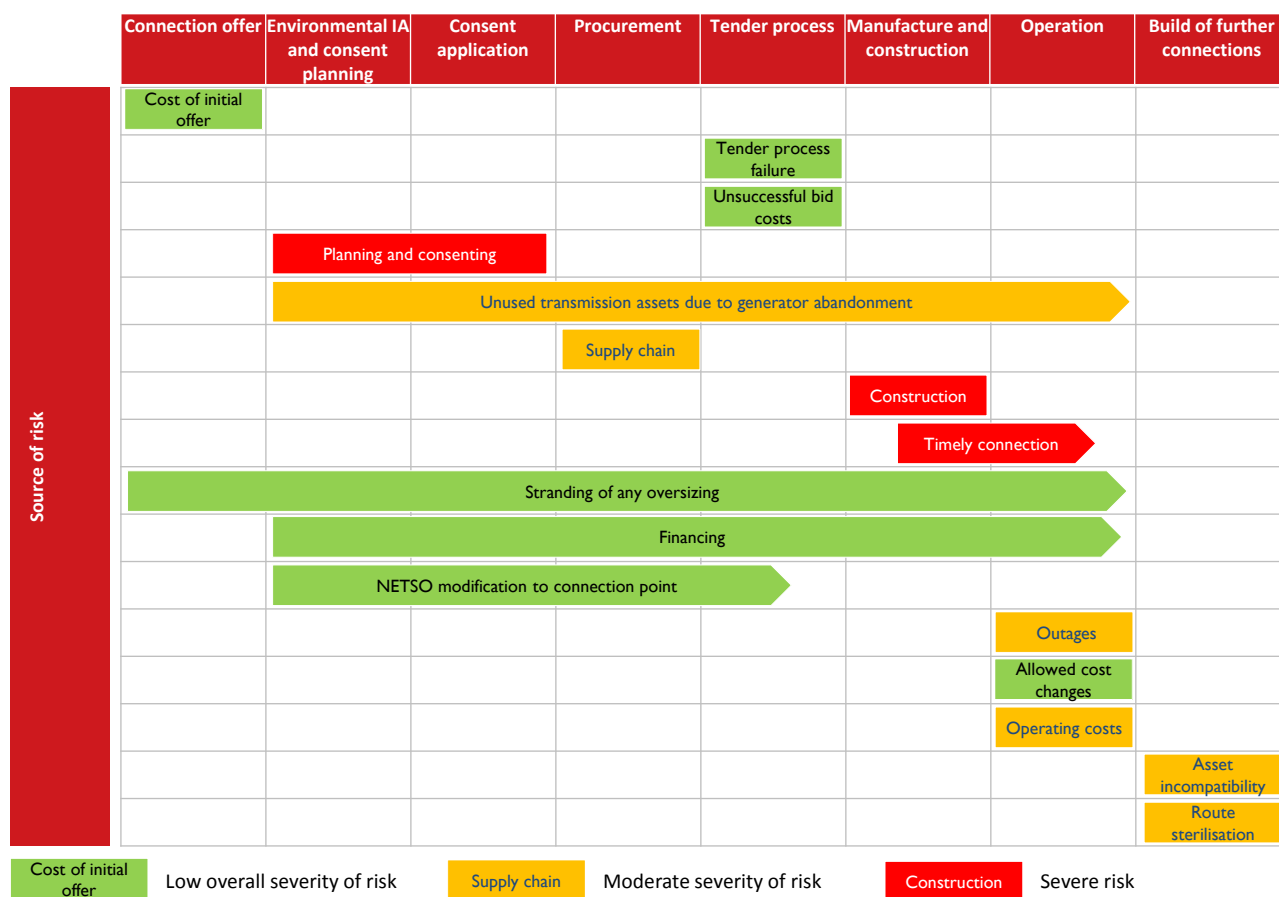 Connection offer
Environmental IA
and consent
planning
Consent
application
Procurement
Tender process
Manufacture and
construction
Operation
Build of further
connections
Source of risk
Cost of initial
offer
Tender process
failure
Unsuccessful bid
costs
Planning and consenting
Unused transmission assets due to generator abandonment
Supply chain
Construction
Timely connection
Stranding of any oversizing
Financing
NETSO modification to connection point
Outages
Allowed cost
changes
Operating costs
Asset
incompatibility
Route
sterilisation
Cost of initial
offer
Low overall severity of risk
Supply chain
Moderate severity of risk
Construction
Severe risk